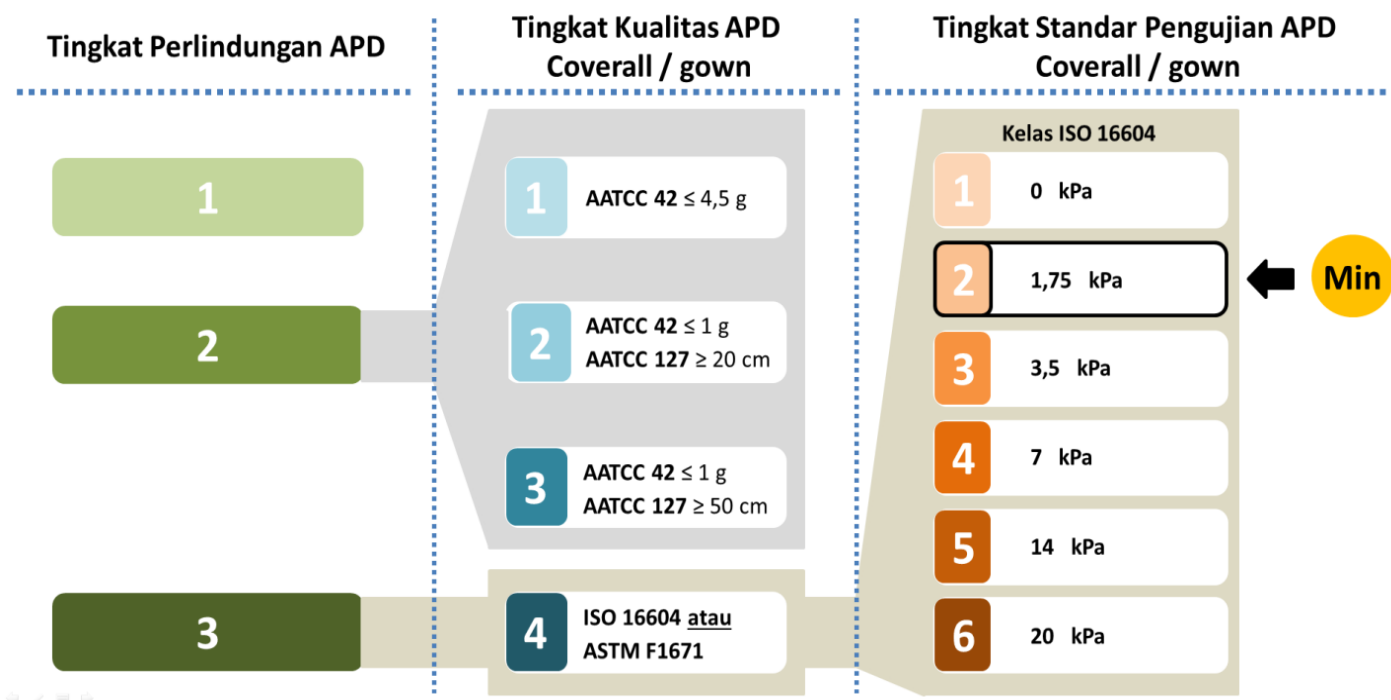 Tingkat Perlindungan APD
1
2
3
Tingkat Kualitas APD
Coverall / gown
1
AATCC 42 ≤ 4,5 g
2
AATCC 42 ≤ 1 g
AATCC 127 ≥ 20 cm
3
AATCC 42 ≤ 1 g
AATCC 127 ≥ 50 cm
4
ISO 16604 atau
ASTM F1671
Tingkat Standar Pengujian APD
Coverall / gown
Kelas ISO 16604
1 0 kPa
2 1,75 kPa
Min
3 3,5 kPa
4 7 kPa
5 14 kPa
6 20 kPa